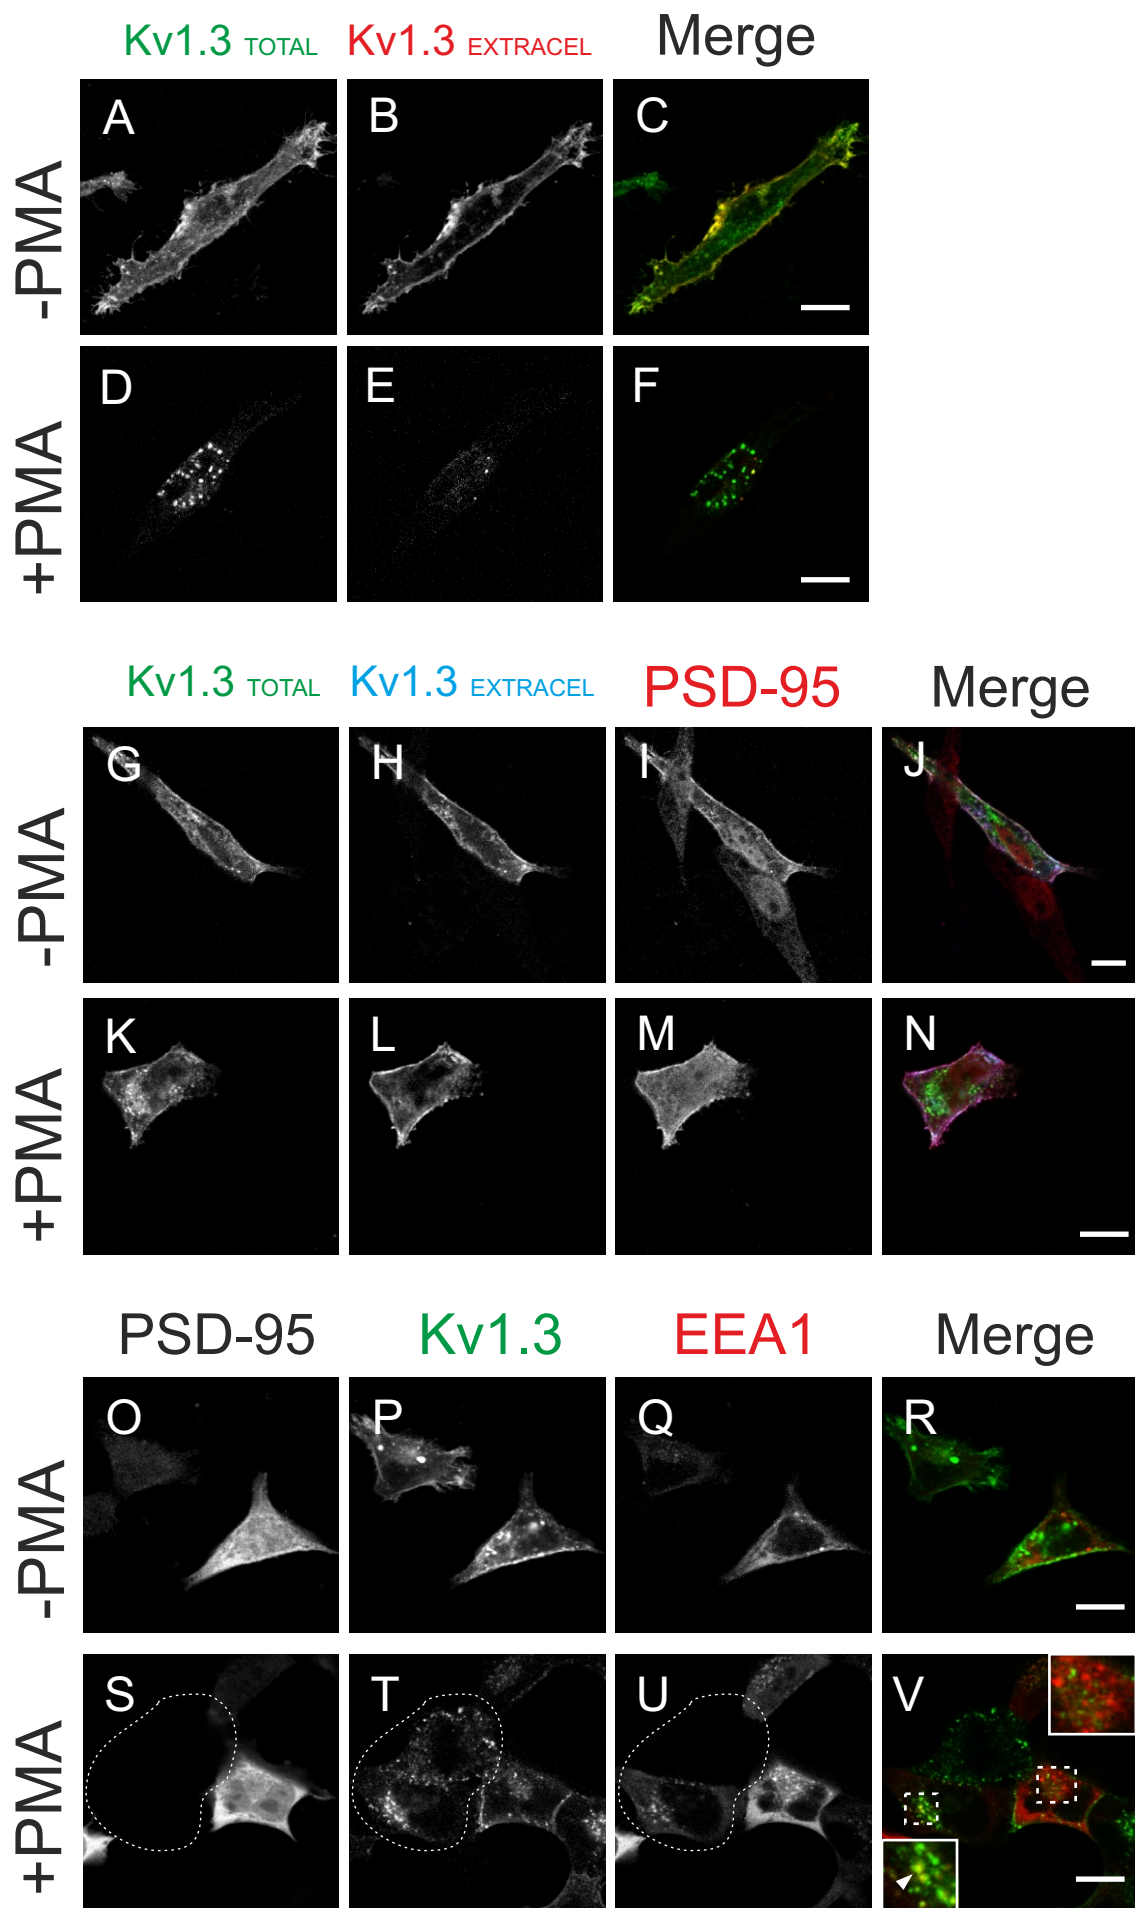 Kv1.3 TOTAL Kv1.3 EXTRACEL Merge
-PMA A B C
+PMA D E F
Kv1.3 TOTAL Kv1.3 EXTRACEL PSD-95 Merge
-PMA G H I J
+PMA K L M N
PSD-95 Kv1.3 EEA1 Merge
-PMA O P Q R
+PMA S T U V